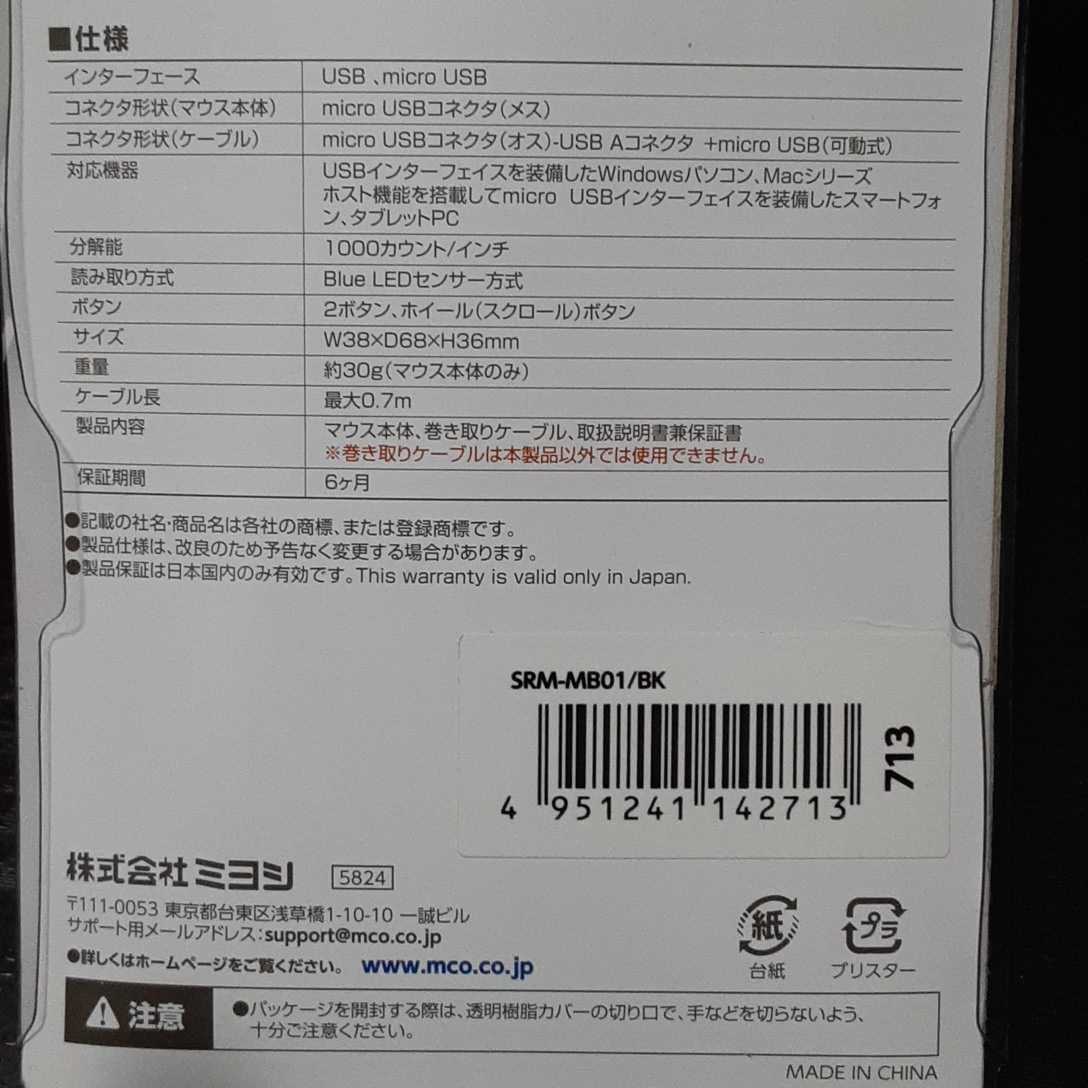 ■仕様
インターフェース USB 、micro USB
コネクタ形状(マウス本体) micro USBコネクタ(メス)
コネクタ形状(ケーブル) micro USBコネクタ(オス)-USB Aコネクタ +micro USB(可動式)
対応機器 USBインターフェイスを装備したWindowsパソコン、Macシリーズ
ホスト機能を搭載してmicro USBインターフェイスを装備したスマートフォ
ン、タブレットPC
分解能 1000カウント/インチ
読み取り方式 Blue LEDセンサー方式
ボタン 2ボタン、ホイール(スクロール)ボタン
サイズ W38×D68×H36mm
重量 約30g(マウス本体のみ)
ケーブル長 最大0.7m
製品内容 マウス本体、巻き取りケーブル、取扱説明書兼保証書
※巻き取りケーブルは本製品以外では使用できません。
保証期間 6ヶ月
●記載の社名・商品名は各社の商標、または登録商標です。
●製品仕様は、改良のため予告なく変更する場合があります。
●製品保証は日本国内のみ有効です。This warranty is valid only in Japan.
SRM-MB01/BK
713
4 951241 142713
株式会社ミヨシ 5824
〒111-0053 東京都台東区浅草橋1-10-10 一誠ビル
サポート用メールアドレス:support@mco.co.jp
●詳しくはホームページをご覧ください。 www.mco.co.jp
紙
台紙
プラ
ブリスター
注意
●パッケージを開封する際は、透明樹脂カバーの切り口で、手などを切らないよう、
十分ご注意ください。
MADE IN CHINA